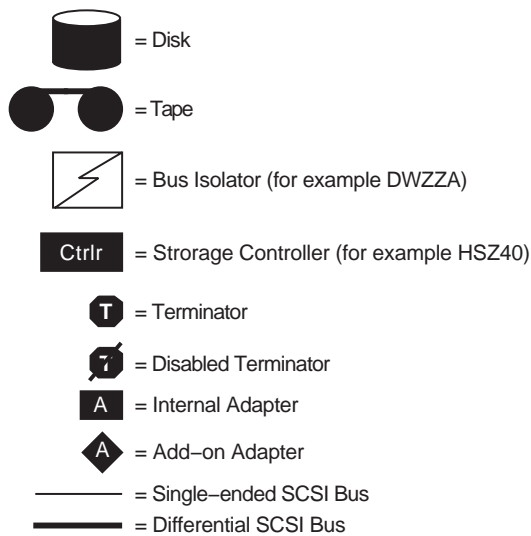 = Disk
= Tape
= Bus Isolator (for example DWZZA)
Ctrlr = Strorage Controller (for example HSZ40)
T = Terminator
T = Disabled Terminator
A = Internal Adapter
A = Add−on Adapter
= Single−ended SCSI Bus
= Differential SCSI Bus